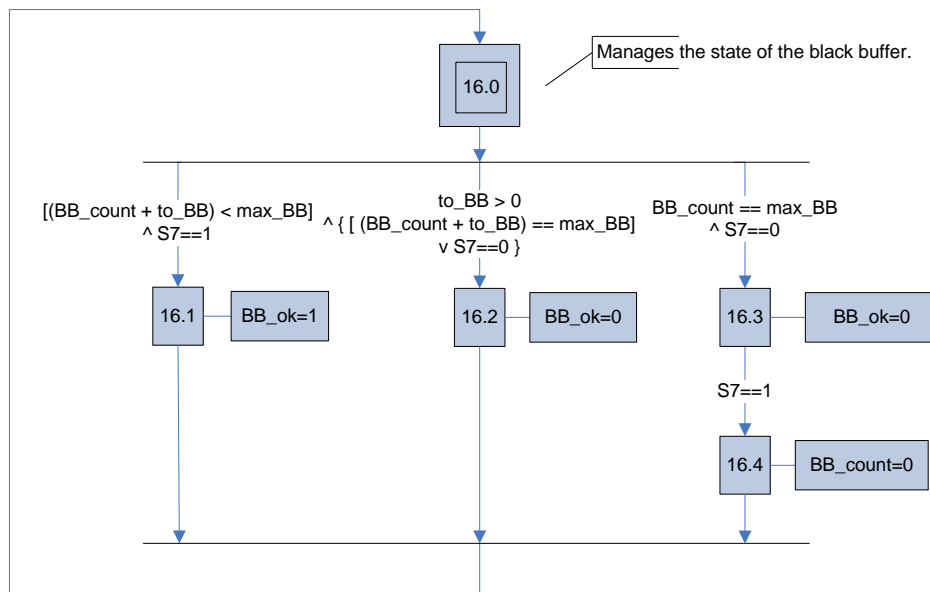 Manages the state of the black buffer.
16.0
[(BB_count + to_BB) < max_BB]
^ S7==1
to_BB > 0
^ { [ (BB_count + to_BB) == max_BB]
v S7==0 }
BB_count == max_BB
^ S7==0
16.1
BB_ok=1
16.2
BB_ok=0
16.3
BB_ok=0
S7==1
16.4
BB_count=0